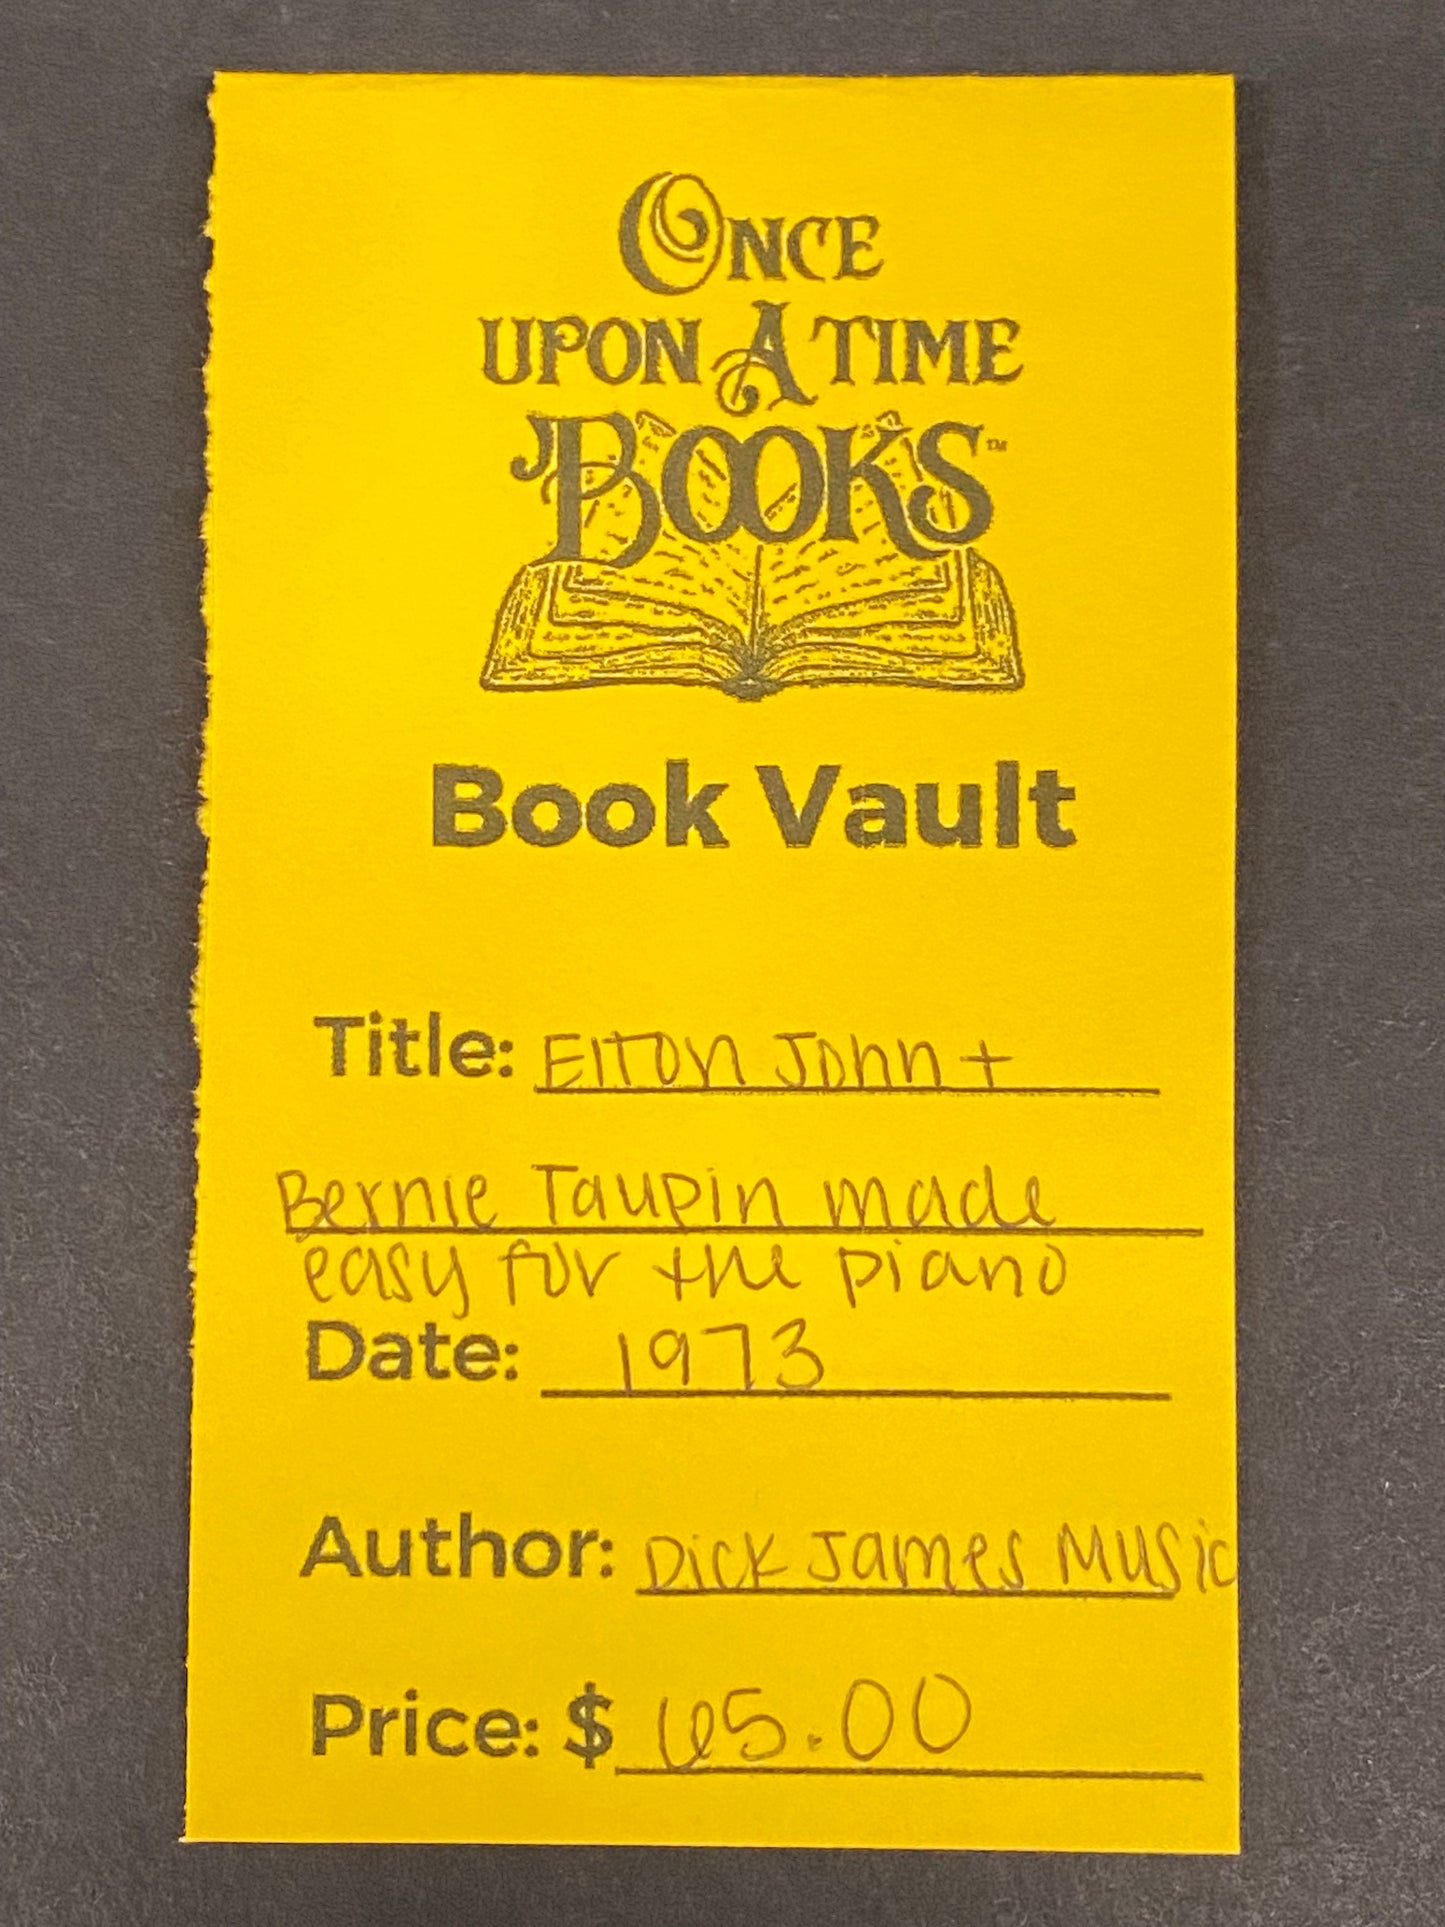 ONCE
UPON A TIME
BOOKS™
Book Vault
Title: Elton John +
Bernie Taupin made
easy for the piano
Date: 1973
Author: Dick James Music
Price: $ 65.00